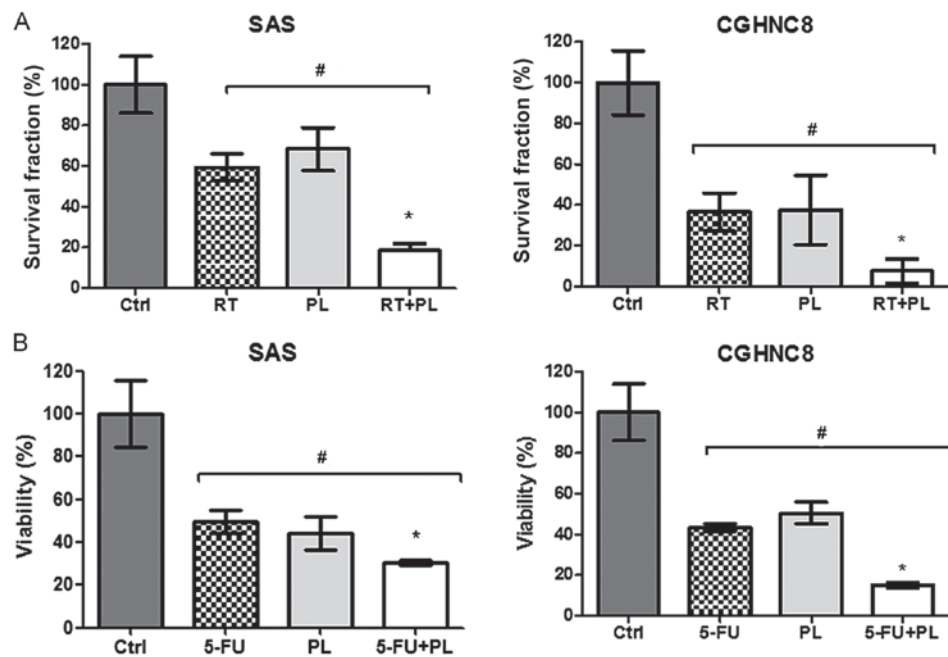 A
SAS
Survival fraction (%)
120
100
80
60
40
20
0
#
*
Ctrl RT PL RT+PL
CGHNC8
Survival fraction (%)
120
100
80
60
40
20
0
#
*
Ctrl RT PL RT+PL
B
SAS
Viability (%)
120
100
80
60
40
20
0
#
*
Ctrl 5-FU PL 5-FU+PL
CGHNC8
Viability (%)
120
100
80
60
40
20
0
#
*
Ctrl 5-FU PL 5-FU+PL